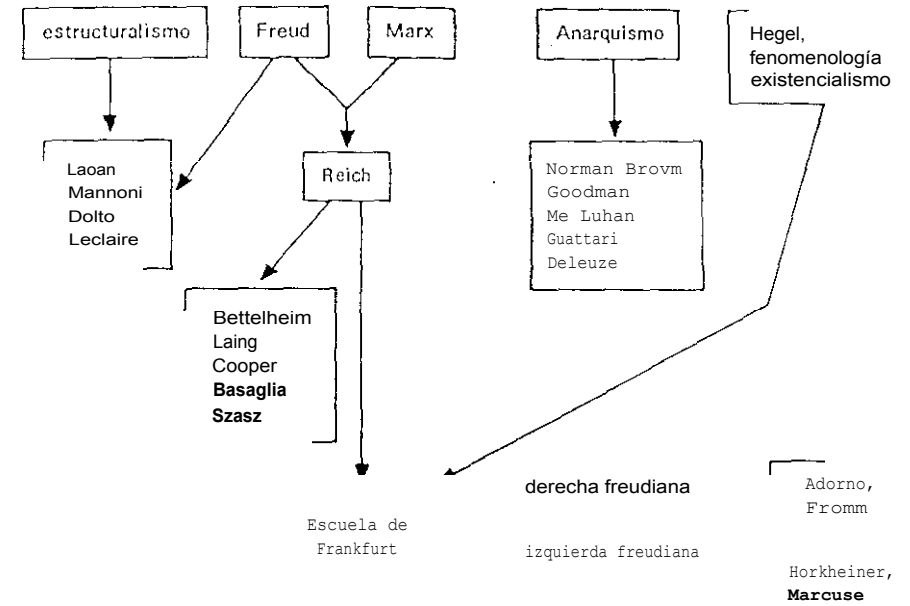 estructuralismo
Freud
Marx
Anarquismo
Hegel,
fenomenología
existencialismo
Laoan
Mannoni
Dolto
Leclaire
Reich
Norman Brovm
Goodman
Me Luhan
Guattari
Deleuze
Bettelheim
Laing
Cooper
Basaglia
Szasz
Escuela de
Frankfurt
derecha freudiana
izquierda freudiana
Adorno,
Fromm
Horkheiner,
Marcuse